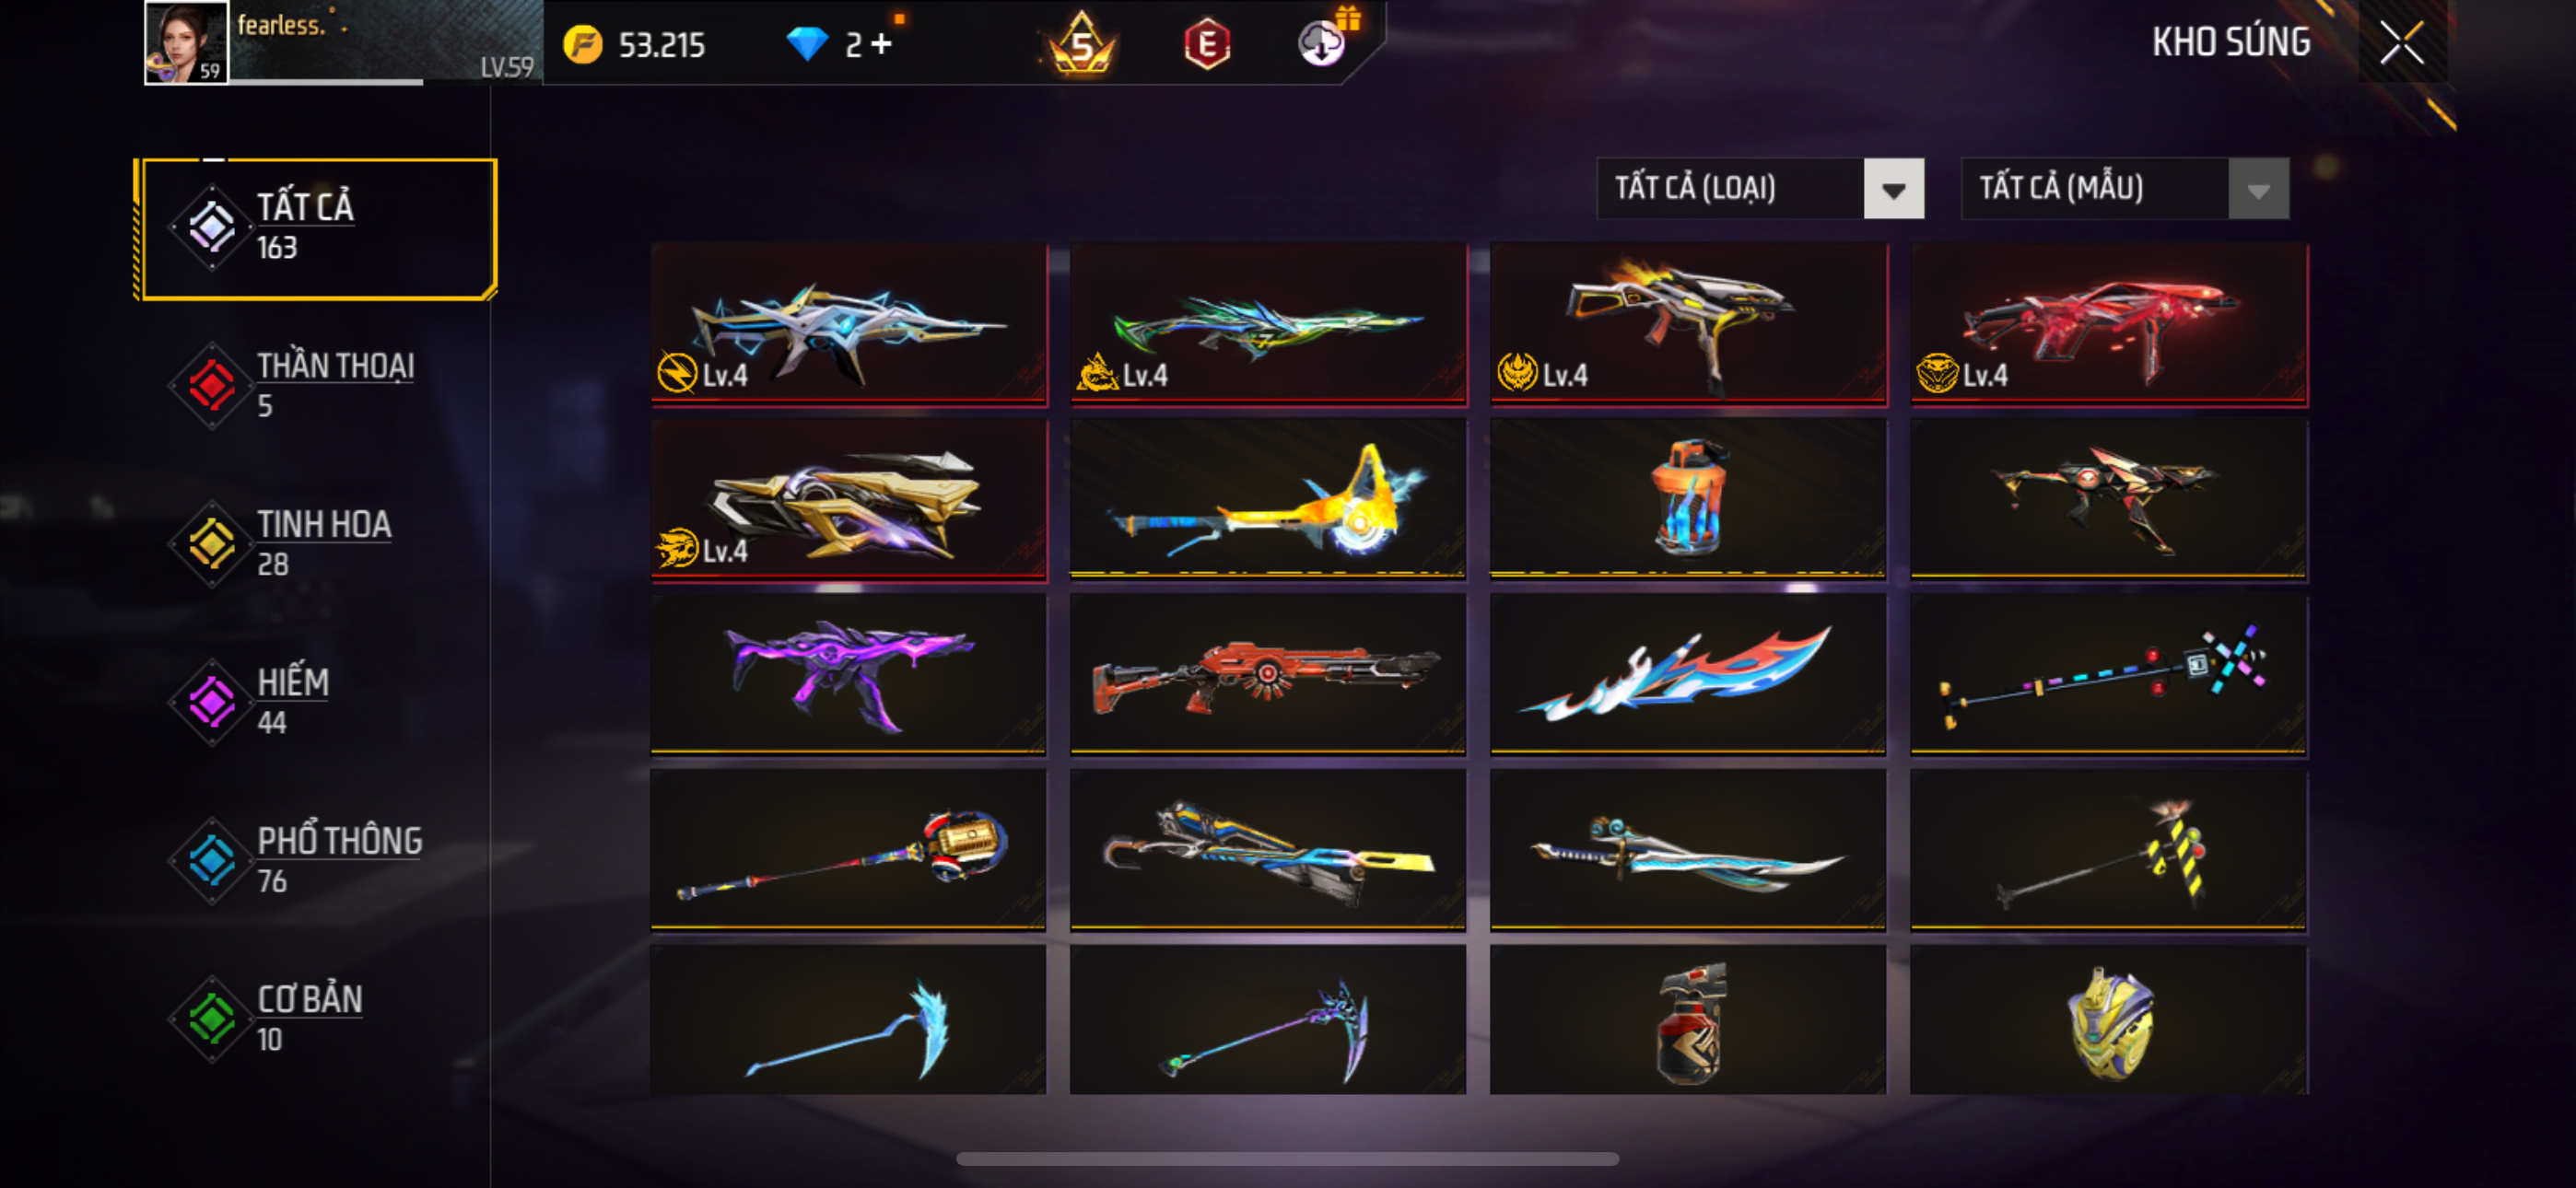 fearless.
59
LV.59
53.215
2 +
5
E
KHO SÚNG
TẤT CẢ
163
THẦN THOẠI
5
TINH HOA
28
HIẾM
44
PHỔ THÔNG
76
CƠ BẢN
10
TẤT CẢ (LOẠI)
TẤT CẢ (MẪU)
Lv.4
Lv.4
Lv.4
Lv.4
Lv.4